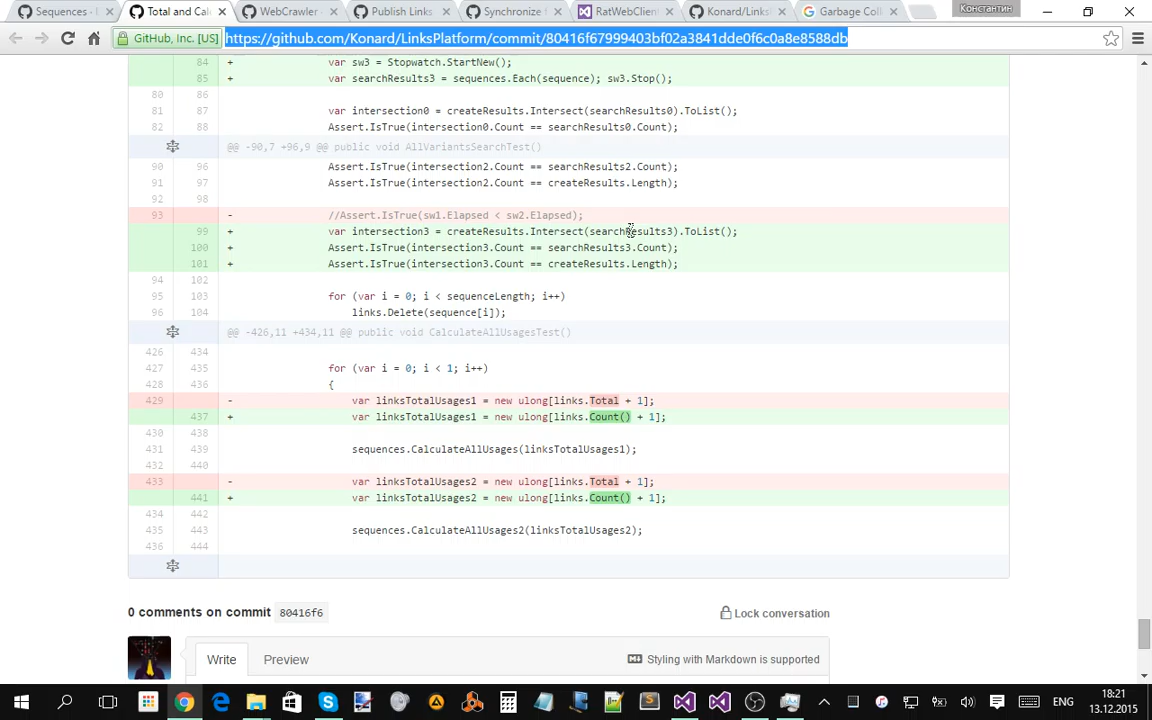 Sequences ·
Total and Cal
WebCrawler
Publish Links
Synchronize
RatWebClien
Konard/Links
Garbage Coll
Константин
GitHub, Inc. [US]
https://github.com/Konard/LinksPlatform/commit/80416f67999403bf02a3841dde0f6c0a8e8588db
84 + var sw3 = Stopwatch.StartNew();
85 + var searchResults3 = sequences.Each(sequence); sw3.Stop();
80 86
81 87 var intersection0 = createResults.Intersect(searchResults0).ToList();
82 88 Assert.IsTrue(intersection0.Count == searchResults0.Count);
@@ -90,7 +96,9 @@ public void AllVariantsSearchTest()
90 96 Assert.IsTrue(intersection2.Count == searchResults2.Count);
91 97 Assert.IsTrue(intersection2.Count == createResults.Length);
92 98
93 - //Assert.IsTrue(sw1.Elapsed < sw2.Elapsed);
99 + var intersection3 = createResults.Intersect(searchResults3).ToList();
100 + Assert.IsTrue(intersection3.Count == searchResults3.Count);
101 + Assert.IsTrue(intersection3.Count == createResults.Length);
94 102
95 103 for (var i = 0; i < sequenceLength; i++)
96 104 links.Delete(sequence[i]);
@@ -426,11 +434,11 @@ public void CalculateAllUsagesTest()
426 434
427 435 for (var i = 0; i < 1; i++)
428 436 {
429 - var linksTotalUsages1 = new ulong[links.Total + 1];
437 + var linksTotalUsages1 = new ulong[links.Count() + 1];
430 438
431 439 sequences.CalculateAllUsages(linksTotalUsages1);
432 440
433 - var linksTotalUsages2 = new ulong[links.Total + 1];
441 + var linksTotalUsages2 = new ulong[links.Count() + 1];
434 442
435 443 sequences.CalculateAllUsages2(linksTotalUsages2);
436 444
0 comments on commit 80416f6
Lock conversation
Write Preview
Styling with Markdown is supported
ENG
18:21
13.12.2015